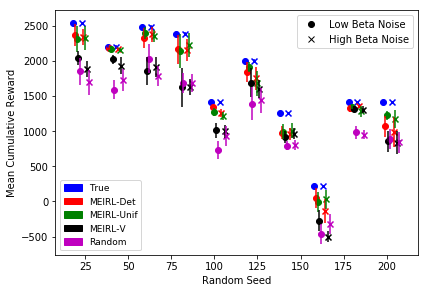 Low Beta Noise
High Beta Noise
Mean Cumulative Reward
2500
2000
1500
1000
500
0
−500
True
MEIRL-Det
MEIRL-Unif
MEIRL-V
Random
25 50 75 100 125 150 175 200
Random Seed